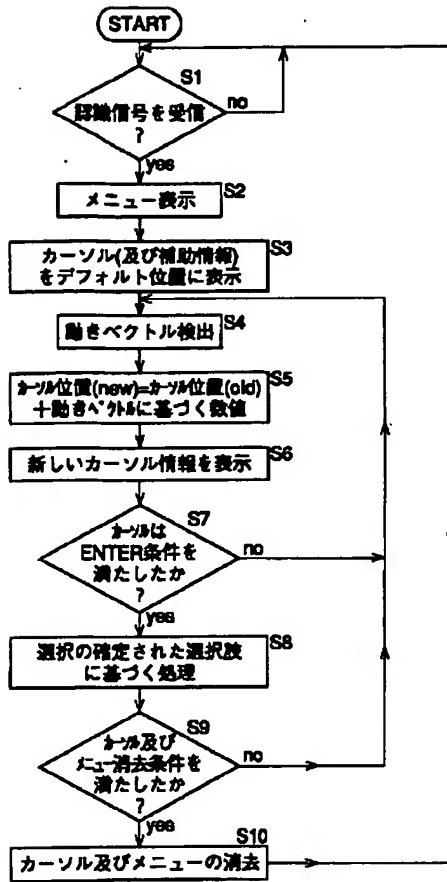 START
S1
認識信号を受信
?
no
yes
メニュー表示
S2
カーソル(及び補助情報)
をデフォルト位置に表示
S3
動きベクトル検出
S4
カーソル位置(new)=カーソル位置(old)
+動きベクトルに基づく数値
S5
新しいカーソル情報を表示
S6
S7
カーソルは
ENTER条件を
満たしたか
?
no
yes
選択の確定された選択肢
に基づく処理
S8
S9
カーソル及び
メニュー消去条件を
満たしたか
?
no
yes
S10
カーソル及びメニューの消去